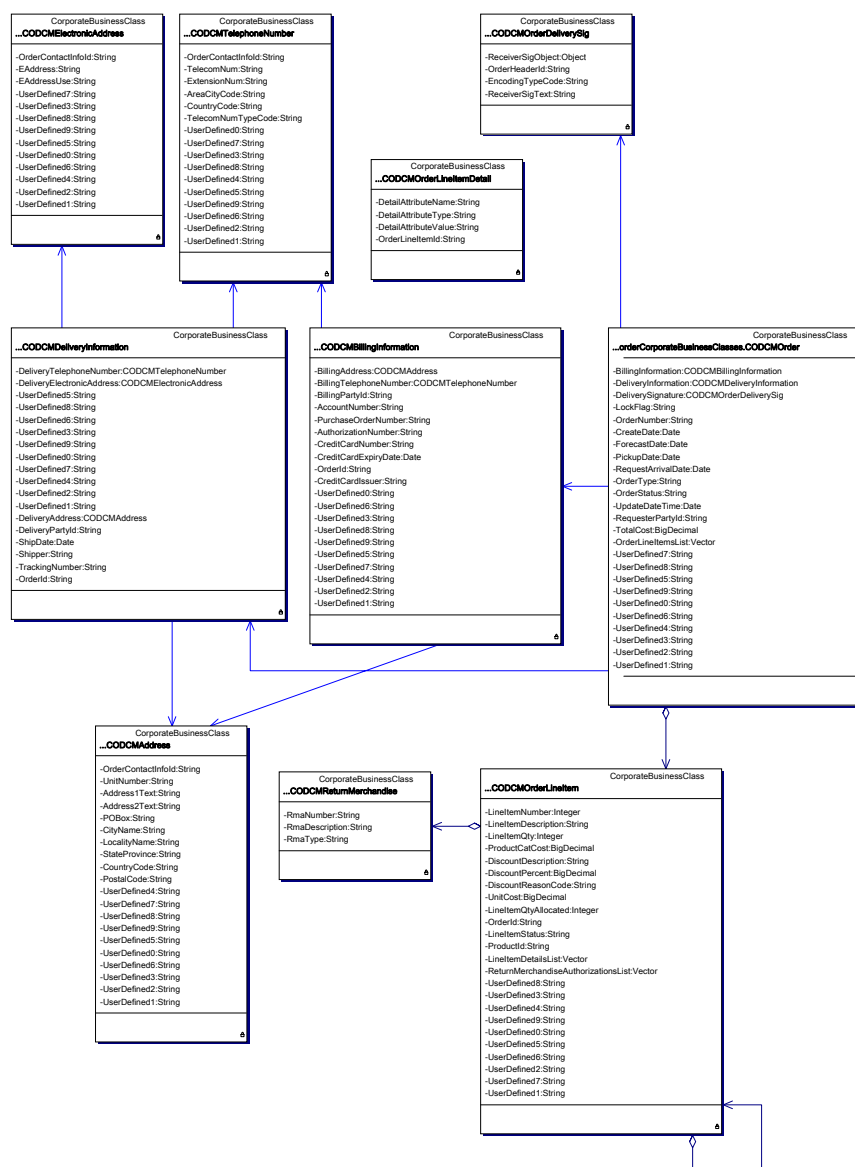 CorporateBusinessClass
...CODCMElectronicAddress
-OrderContactInfoId:String
-EAddress:String
-EAddressUse:String
-UserDefined7:String
-UserDefined3:String
-UserDefined8:String
-UserDefined9:String
-UserDefined5:String
-UserDefined0:String
-UserDefined6:String
-UserDefined4:String
-UserDefined2:String
-UserDefined1:String
CorporateBusinessClass
...CODCMTelephoneNumber
-OrderContactInfoId:String
-TelecomNum:String
-ExtensionNum:String
-AreaCityCode:String
-CountryCode:String
-TelecomNumTypeCode:String
-UserDefined0:String
-UserDefined7:String
-UserDefined3:String
-UserDefined8:String
-UserDefined4:String
-UserDefined5:String
-UserDefined9:String
-UserDefined6:String
-UserDefined2:String
-UserDefined1:String
CorporateBusinessClass
...CODCMOrderDeliverySig
-ReceiverSigObject:Object
-OrderHeaderId:String
-EncodingTypeCode:String
-ReceiverSigText:String
CorporateBusinessClass
...CODCMOrderLineItemDetail
-DetailAttributeName:String
-DetailAttributeType:String
-DetailAttributeValue:String
-OrderLineItemId:String
CorporateBusinessClass
...CODCMDeliveryInformation
-DeliveryTelephoneNumber:CODCMTelephoneNumber
-DeliveryElectronicAddress:CODCMElectronicAddress
-UserDefined5:String
-UserDefined8:String
-UserDefined6:String
-UserDefined3:String
-UserDefined9:String
-UserDefined0:String
-UserDefined7:String
-UserDefined4:String
-UserDefined2:String
-UserDefined1:String
-DeliveryAddress:CODCMAddress
-DeliveryPartyId:String
-ShipDate:Date
-Shipper:String
-TrackingNumber:String
-OrderId:String
CorporateBusinessClass
...CODCMBillingInformation
-BillingAddress:CODCMAddress
-BillingTelephoneNumber:CODCMTelephoneNumber
-BillingPartyId:String
-AccountNumber:String
-PurchaseOrderNumber:String
-AuthorizationNumber:String
-CreditCardNumber:String
-CreditCardExpiryDate:Date
-OrderId:String
-CreditCardIssuer:String
-UserDefined0:String
-UserDefined6:String
-UserDefined3:String
-UserDefined8:String
-UserDefined9:String
-UserDefined5:String
-UserDefined7:String
-UserDefined4:String
-UserDefined2:String
-UserDefined1:String
CorporateBusinessClass
...orderCorporateBusinessClasses.CODCMOrder
-BillingInformation:CODCMBillingInformation
-DeliveryInformation:CODCMDeliveryInformation
-DeliverySignature:CODCMOrderDeliverySig
-LockFlag:String
-OrderNumber:String
-CreateDate:Date
-ForecastDate:Date
-PickupDate:Date
-RequestArrivalDate:Date
-OrderType:String
-OrderStatus:String
-UpdateDateTime:Date
-RequesterPartyId:String
-TotalCost:BigDecimal
-OrderLineItemsList:Vector
-UserDefined7:String
-UserDefined8:String
-UserDefined5:String
-UserDefined9:String
-UserDefined0:String
-UserDefined6:String
-UserDefined4:String
-UserDefined3:String
-UserDefined2:String
-UserDefined1:String
CorporateBusinessClass
...CODCMAddress
-OrderContactInfoId:String
-UnitNumber:String
-Address1Text:String
-Address2Text:String
-POBox:String
-CityName:String
-LocalityName:String
-StateProvince:String
-CountryCode:String
-PostalCode:String
-UserDefined4:String
-UserDefined7:String
-UserDefined8:String
-UserDefined9:String
-UserDefined5:String
-UserDefined0:String
-UserDefined6:String
-UserDefined3:String
-UserDefined2:String
-UserDefined1:String
CorporateBusinessClass
...CODCMReturnMerchandise
-RmaNumber:String
-RmaDescription:String
-RmaType:String
CorporateBusinessClass
...CODCMOrderLineItem
-LineItemNumber:Integer
-LineItemDescription:String
-LineItemQty:Integer
-ProductCatCost:BigDecimal
-DiscountDescription:String
-DiscountPercent:BigDecimal
-DiscountReasonCode:String
-UnitCost:BigDecimal
-LineItemQtyAllocated:Integer
-OrderId:String
-LineItemStatus:String
-ProductId:String
-LineItemDetailsList:Vector
-ReturnMerchandiseAuthorizationsList:Vector
-UserDefined8:String
-UserDefined3:String
-UserDefined4:String
-UserDefined9:String
-UserDefined0:String
-UserDefined5:String
-UserDefined6:String
-UserDefined2:String
-UserDefined7:String
-UserDefined1:String